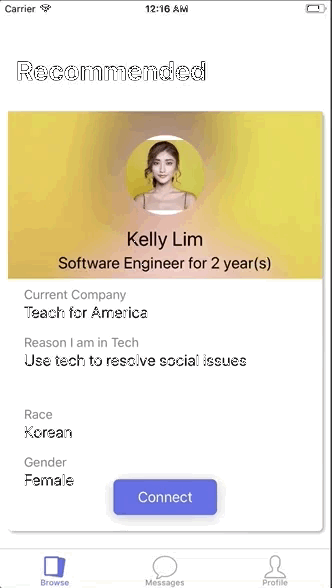 Carrier 12:16 AM
Recommended
Kelly Lim
Software Engineer for 2 year(s)
Current Company
Teach for America
Reason I am in Tech
Use tech to resolve social issues
Race
Korean
Gender
Female
Connect
Browse Messages Profile